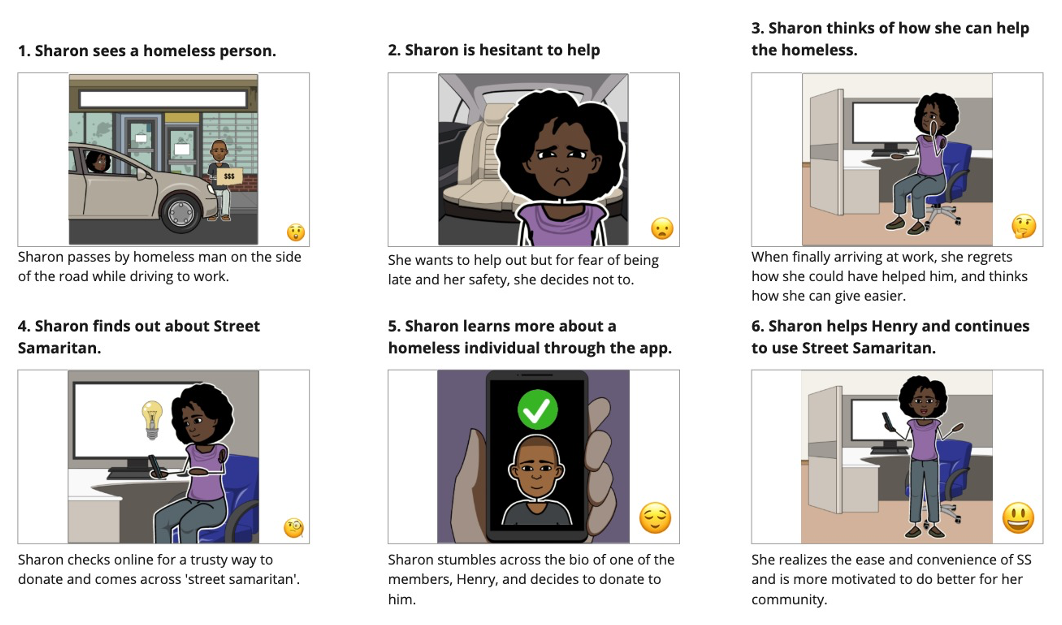 1. Sharon sees a homeless person.
$$$
Sharon passes by homeless man on the side
of the road while driving to work.
2. Sharon is hesitant to help
She wants to help out but for fear of being
late and her safety, she decides not to.
3. Sharon thinks of how she can help
the homeless.
When finally arriving at work, she regrets
how she could have helped him, and thinks
how she can give easier.
4. Sharon finds out about Street
Samaritan.
Sharon checks online for a trusty way to
donate and comes across 'street samaritan'.
5. Sharon learns more about a
homeless individual through the app.
Sharon stumbles across the bio of one of the
members, Henry, and decides to donate to
him.
6. Sharon helps Henry and continues
to use Street Samaritan.
She realizes the ease and convenience of SS
and is more motivated to do better for her
community.